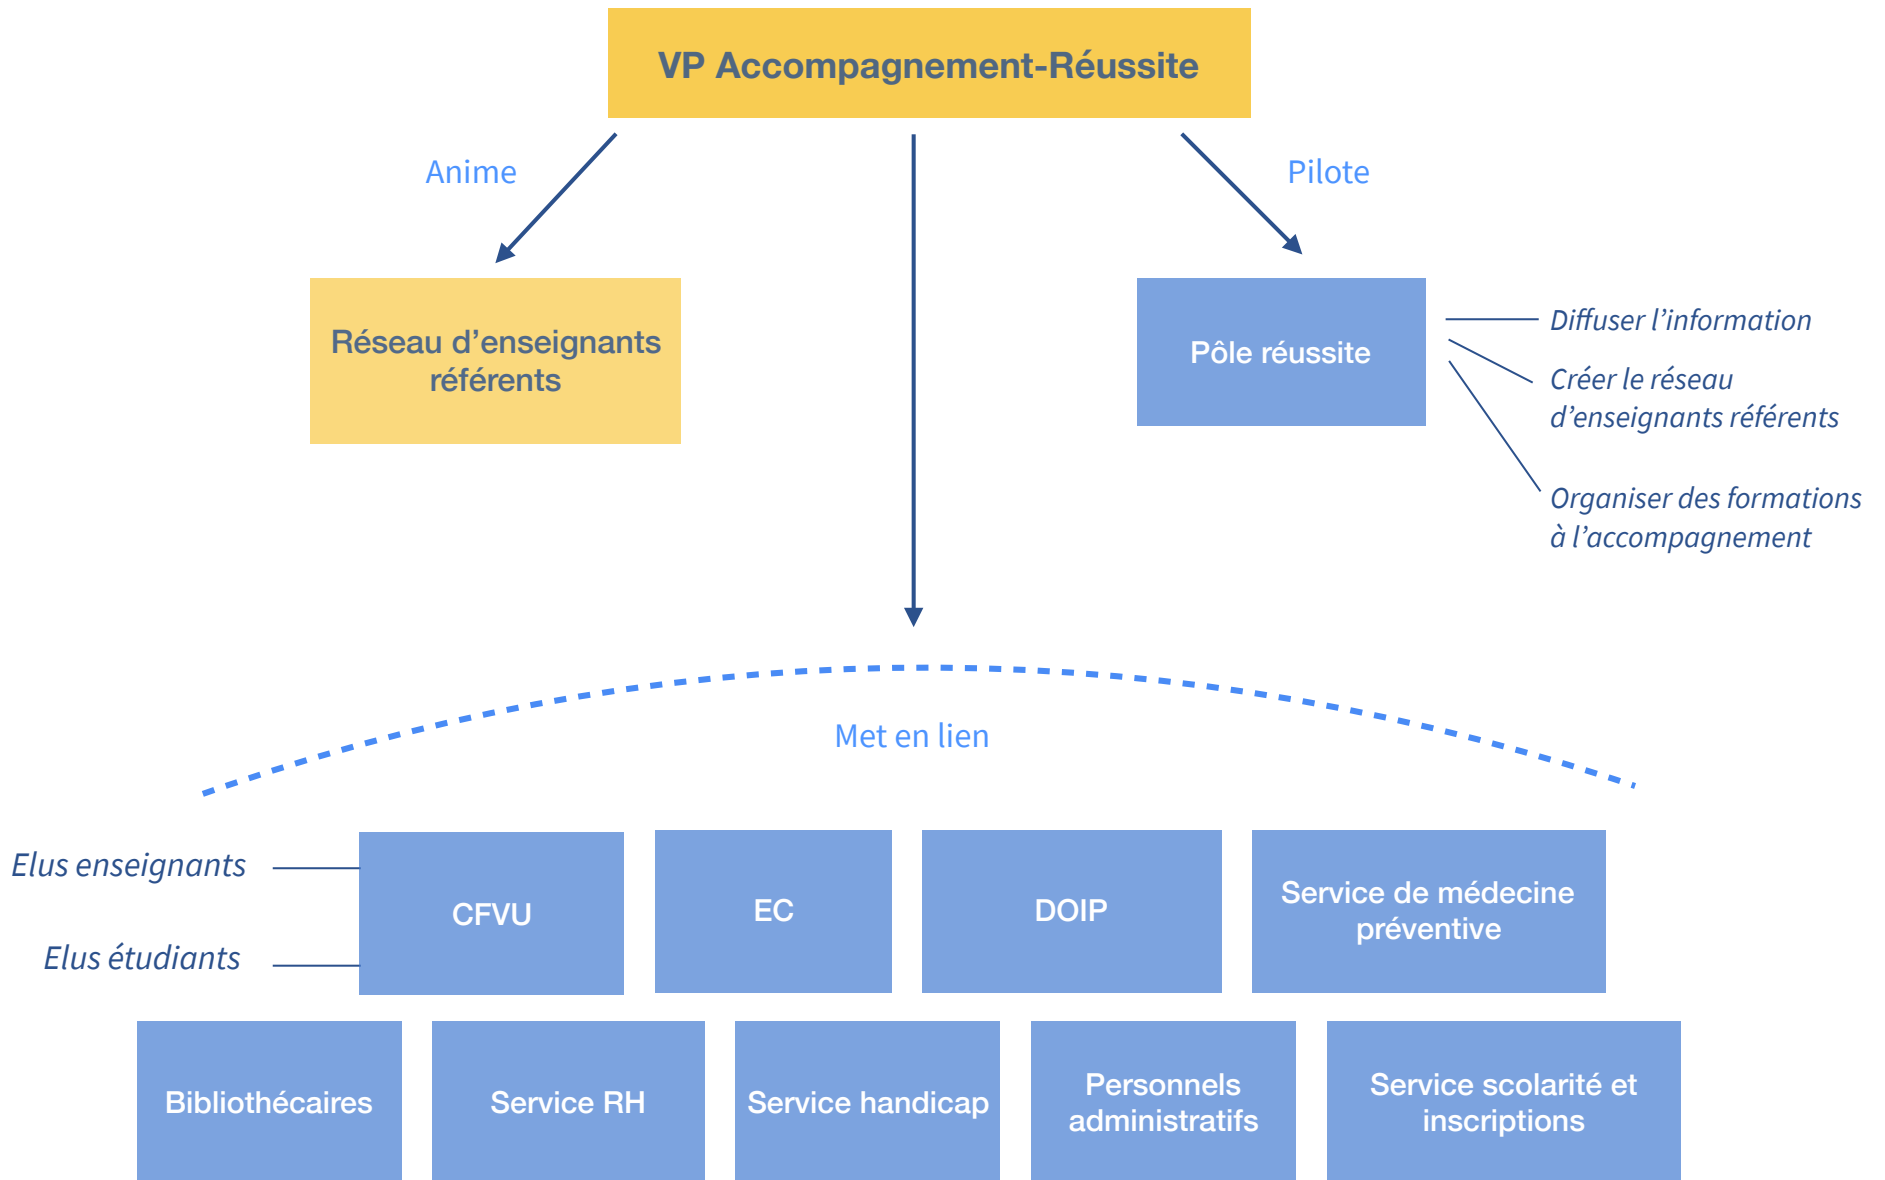 VP Accompagnement-Réussite
Anime
Pilote
Réseau d’enseignants
référents
Pôle réussite
Diffuser l’information
Créer le réseau
d’enseignants référents
Organiser des formations
à l’accompagnement
Met en lien
Elus enseignants
Elus étudiants
CFVU
EC
DOIP
Service de médecine
préventive
Bibliothécaires
Service RH
Service handicap
Personnels
administratifs
Service scolarité et
inscriptions